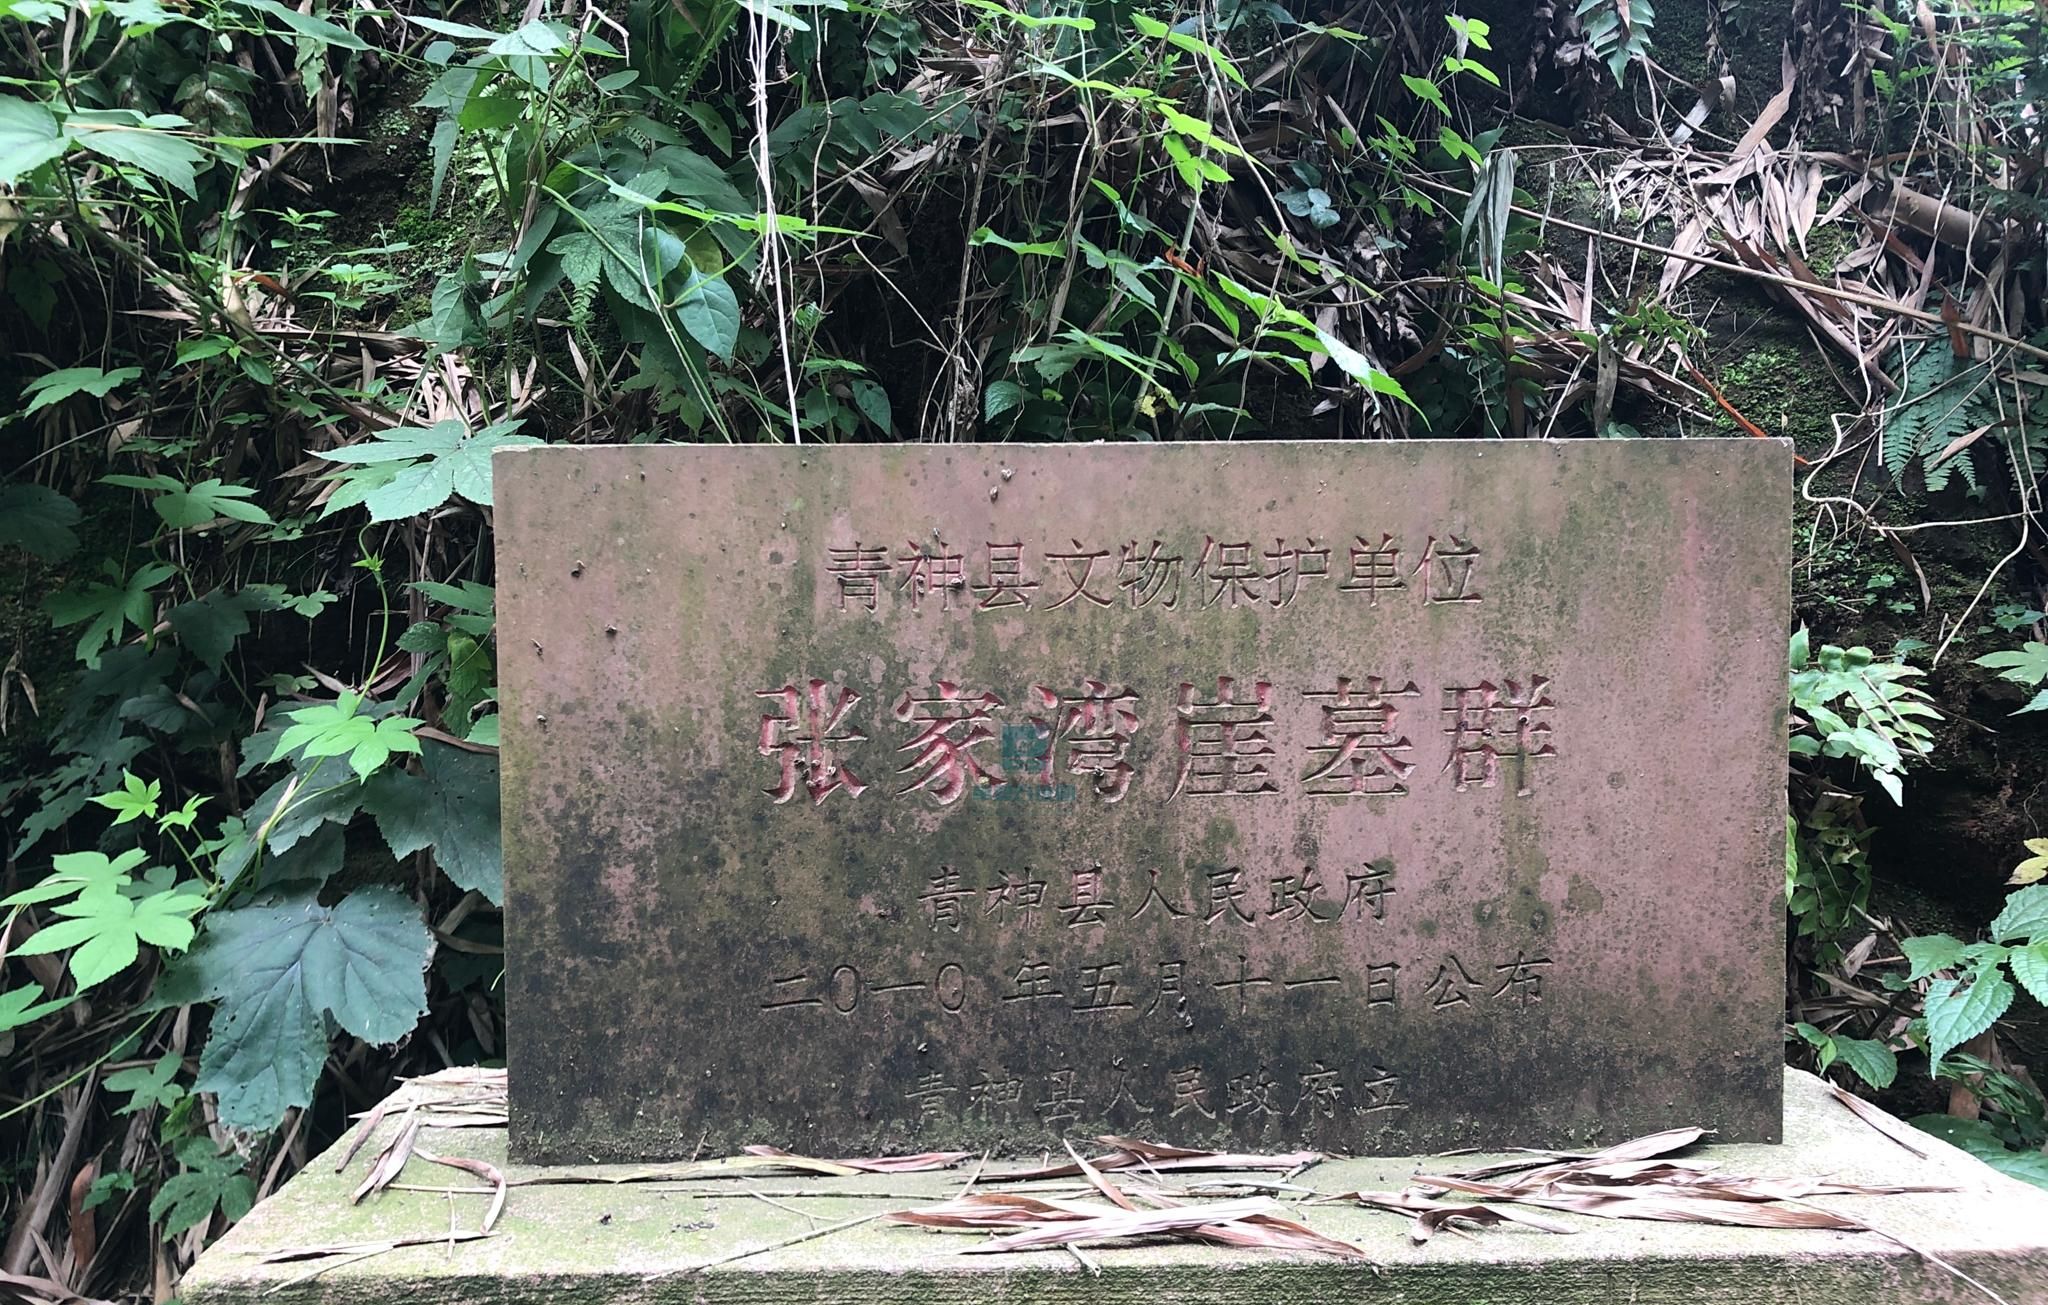 青神县文物保护单位
张家湾崖墓群
青神县人民政府
二0一0 年五月十一日公布
青神县人民政府立